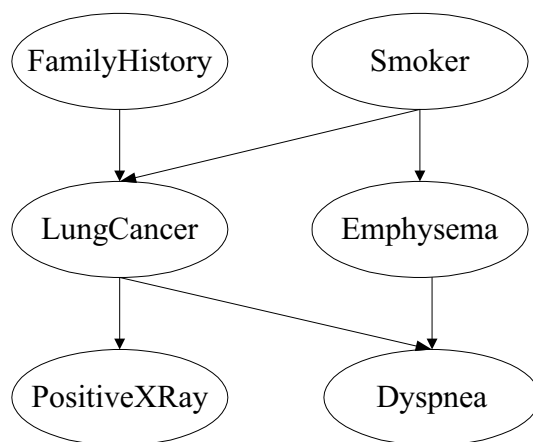 FamilyHistory
Smoker
LungCancer
Emphysema
PositiveXRay
Dyspnea